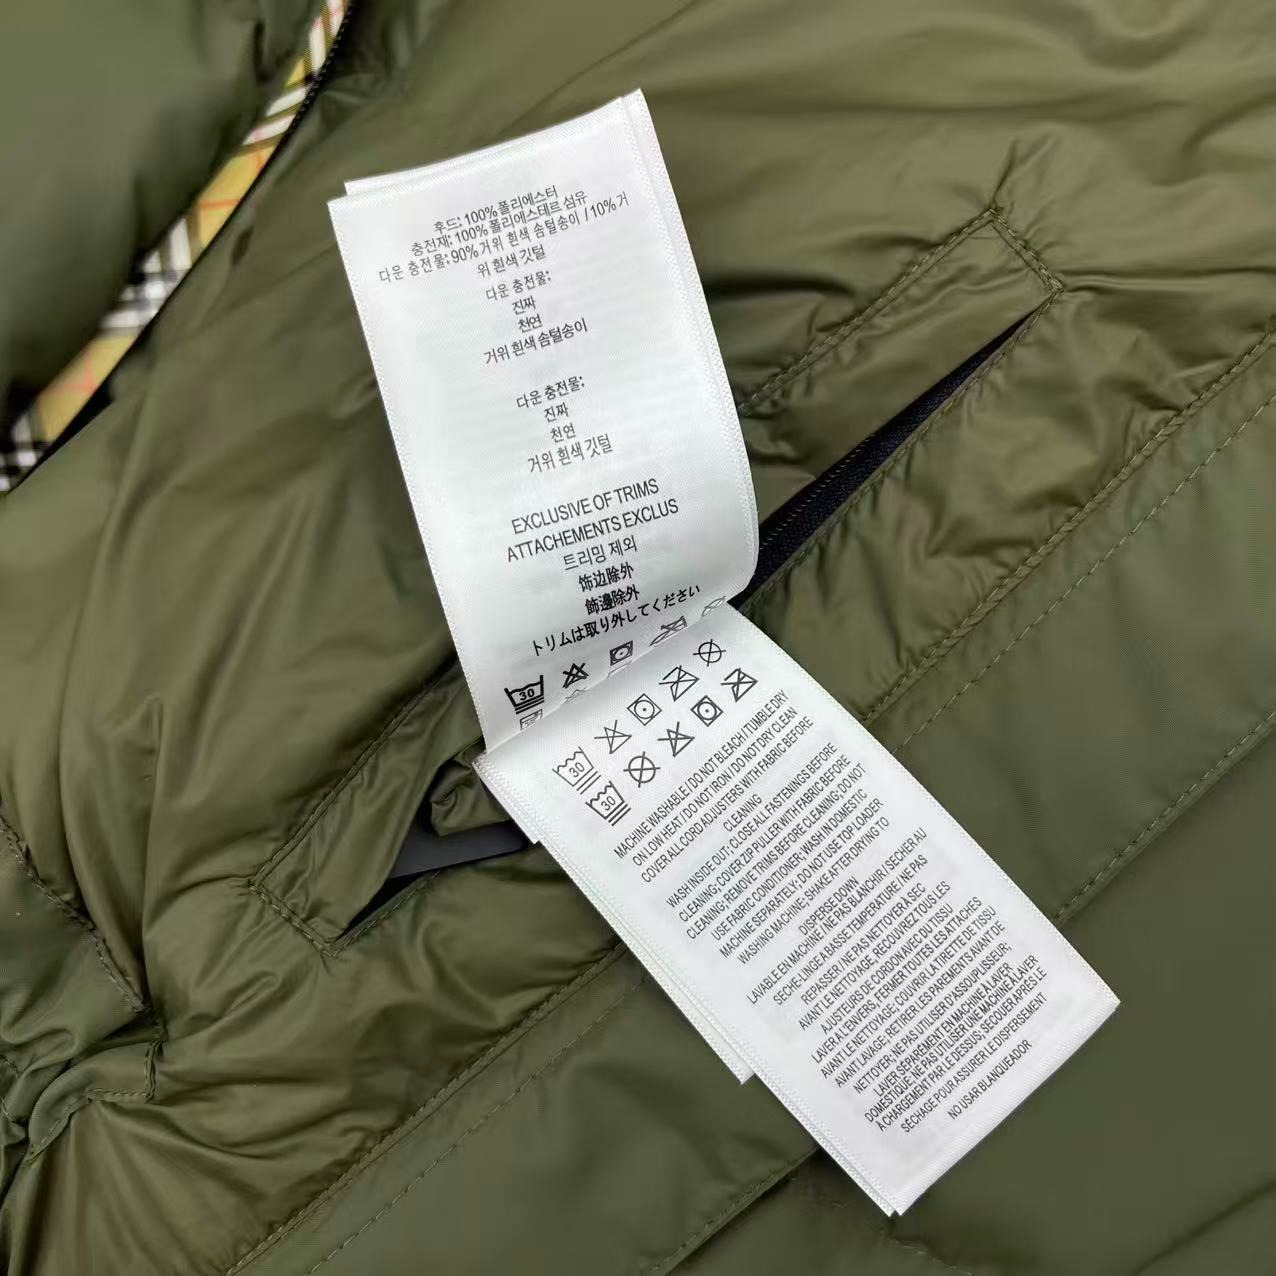 후드: 100% 폴리에스터
충전재: 100% 폴리에스테르 섬유
다운 충전물: 90% 거위 흰색 솜털송이 / 10% 거
위 흰색 깃털
다운 충전물:
진짜
천연
거위 흰색 솜털송이
다운 충전물;
진짜
천연
거위 흰색 깃털
EXCLUSIVE OF TRIMS
ATTACHEMENTS EXCLUS
트리밍 제외
饰边除外
飾邊除外
トリムは取り外してください
30
30
30
MACHINE WASHABLE / DO NOT BLEACH / TUMBLE DRY
ON LOW HEAT / DO NOT IRON / DO NOT DRY CLEAN
COVER ALL CORD ADJUSTERS WITH FABRIC BEFORE
CLEANING
WASH INSIDE OUT; CLOSE ALL FASTENINGS BEFORE
CLEANING; COVER ZIP PULLER WITH FABRIC BEFORE
CLEANING; REMOVE TRIMS BEFORE CLEANING; DO NOT
USE FABRIC CONDITIONER; WASH IN DOMESTIC
MACHINE SEPARATELY; DO NOT USE TOP LOADER
WASHING MACHINE; SHAKE AFTER DRYING TO
DISPERSE DOWN
LAVABLE EN MACHINE / NE PAS BLANCHIR / SECHER AU
SECHE-LINGE A BASSE TEMPERATURE / NE PAS
REPASSER / NE PAS NETTOYER A SEC
AVANT LE NETTOYAGE, RECOUVREZ TOUS LES
AJUSTEURS DE CORDON AVEC DU TISSU
LAVER A L'ENVERS, FERMER TOUTES LES ATTACHES
AVANT LE NETTOYAGE; COUVRIR LA TIRETTE DE TISSU
AVANT LAVAGE; RETIRER LES PAREMENTS AVANT DE
NETTOYER; NE PAS UTILISER D'ASSOUPLISSEUR;
LAVER SEPAREMENT EN MACHINE A LAVER
DOMESTIQUE; NE PAS UTILISER UNE MACHINE À LAVER
À CHARGEMENT PAR LE DESSUS; SECOUER APRÈS LE
SÉCHAGE POUR ASSURER LE DISPERSEMENT
NO USAR BLANQUEADOR